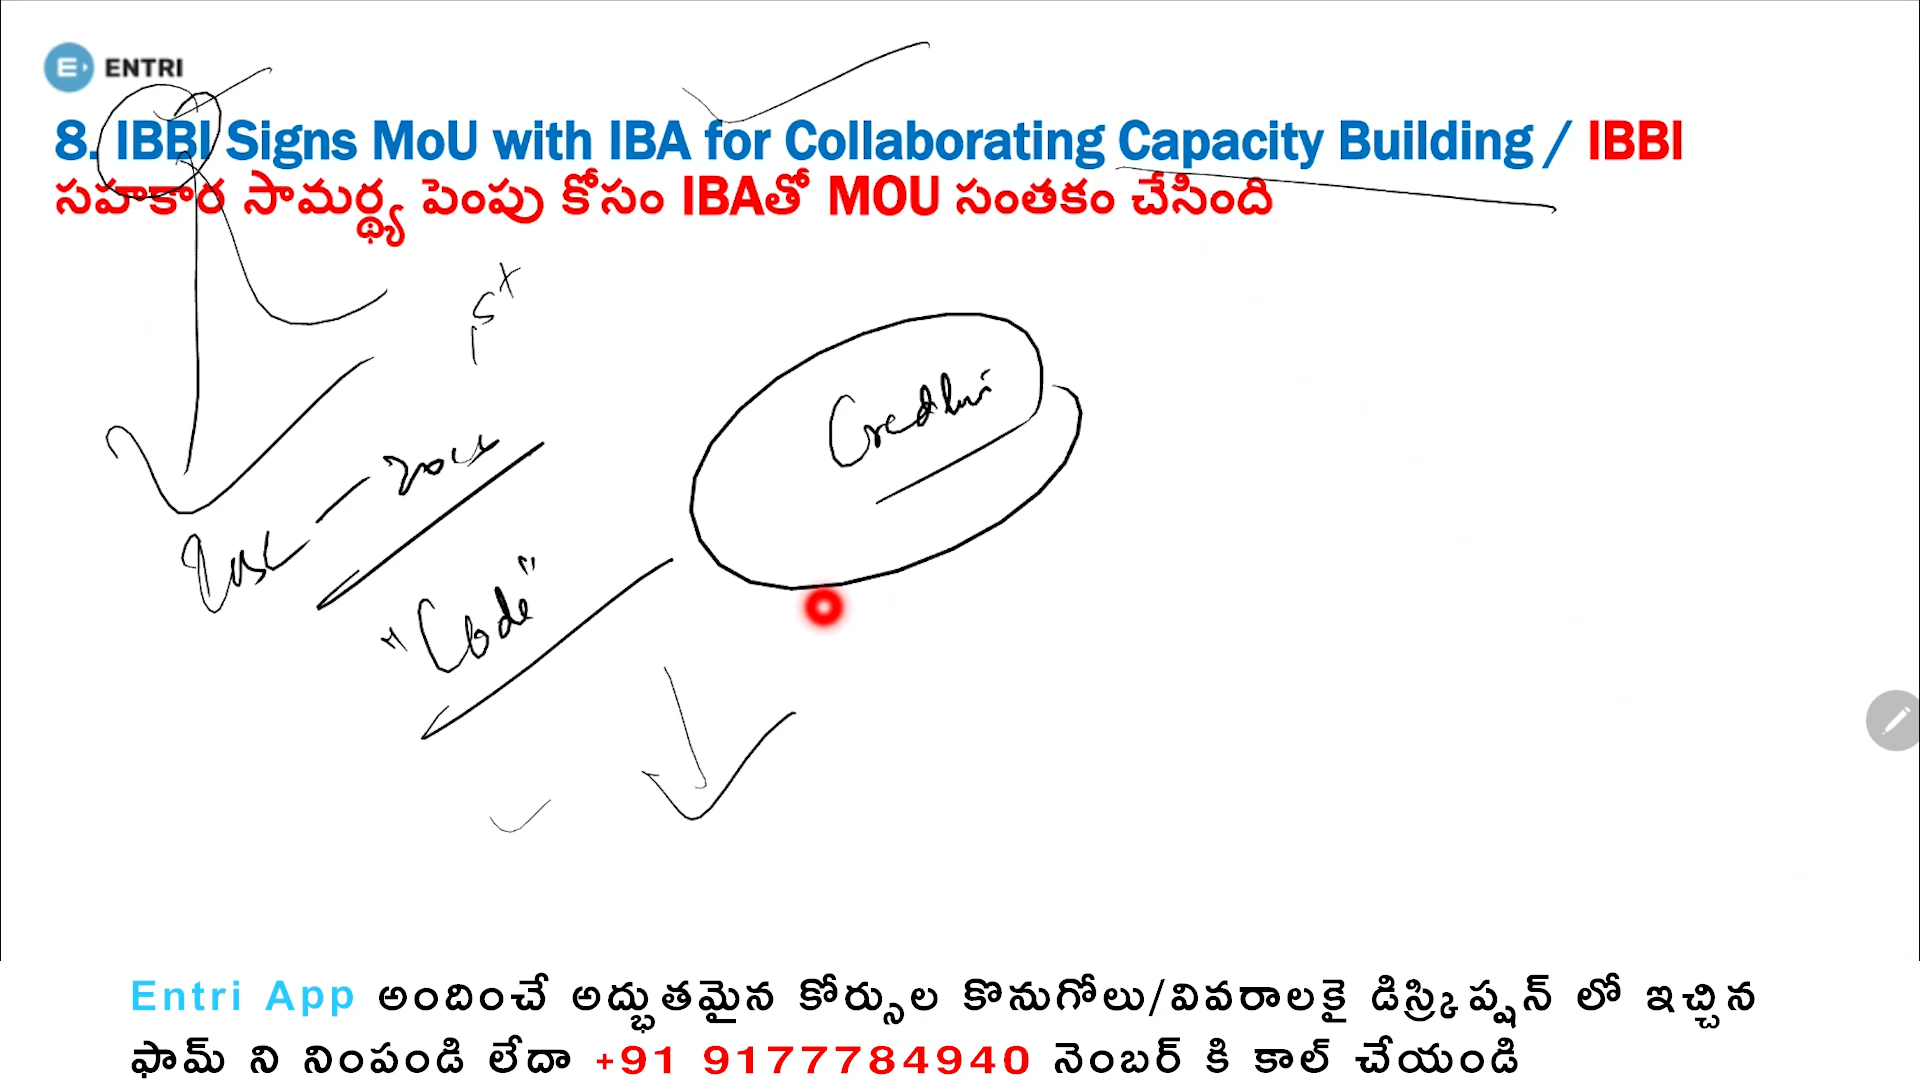 ENTRI
8. IBBI Signs MoU with IBA for Collaborating Capacity Building / IBBI
సహకార సామర్థ్య పెంపు కోసం IBAతో MOU సంతకం చేసింది
"Code"
Entri App అందించే అద్భుతమైన కోర్సుల కొనుగోలు/వివరాలకై డిస్క్రిప్షన్ లో ఇచ్చిన
ఫామ్ ని నింపండి లేదా +91 9177784940 నెంబర్ కి కాల్ చేయండి